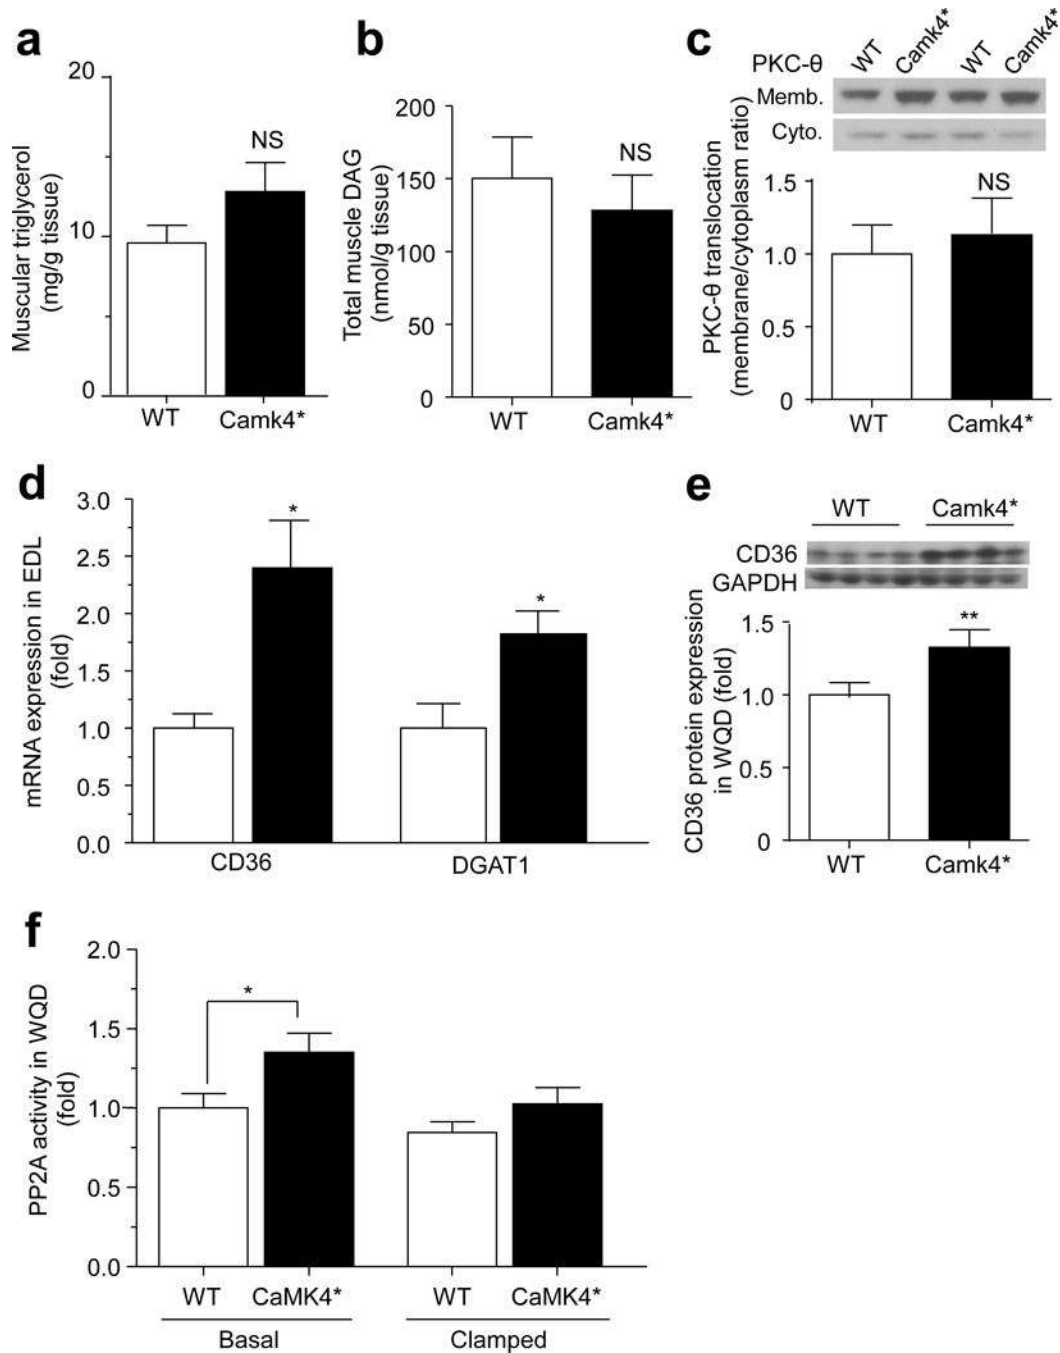 a
Muscular triglycerol
(mg/g tissue)
20
10
0
NS
WT
Camk4*
b
Total muscle DAG
(nmol/g tissue)
200
150
100
50
0
NS
WT
Camk4*
c
PKC-θ
WT
Camk4*
WT
Camk4*
Memb.
Cyto.
PKC-θ translocation
(membrane/cytoplasm ratio)
1.5
1.0
0.5
0
NS
WT
Camk4*
d
mRNA expression in EDL
(fold)
3.0
2.5
2.0
1.5
1.0
0.5
0.0
*
*
CD36
DGAT1
e
WT
Camk4*
CD36
GAPDH
CD36 protein expression
in WQD (fold)
1.5
1.0
0.5
0
**
WT
Camk4*
f
PP2A activity in WQD
(fold)
2.0
1.5
1.0
0.5
0.0
*
WT
CaMK4*
WT
CaMK4*
Basal
Clamped